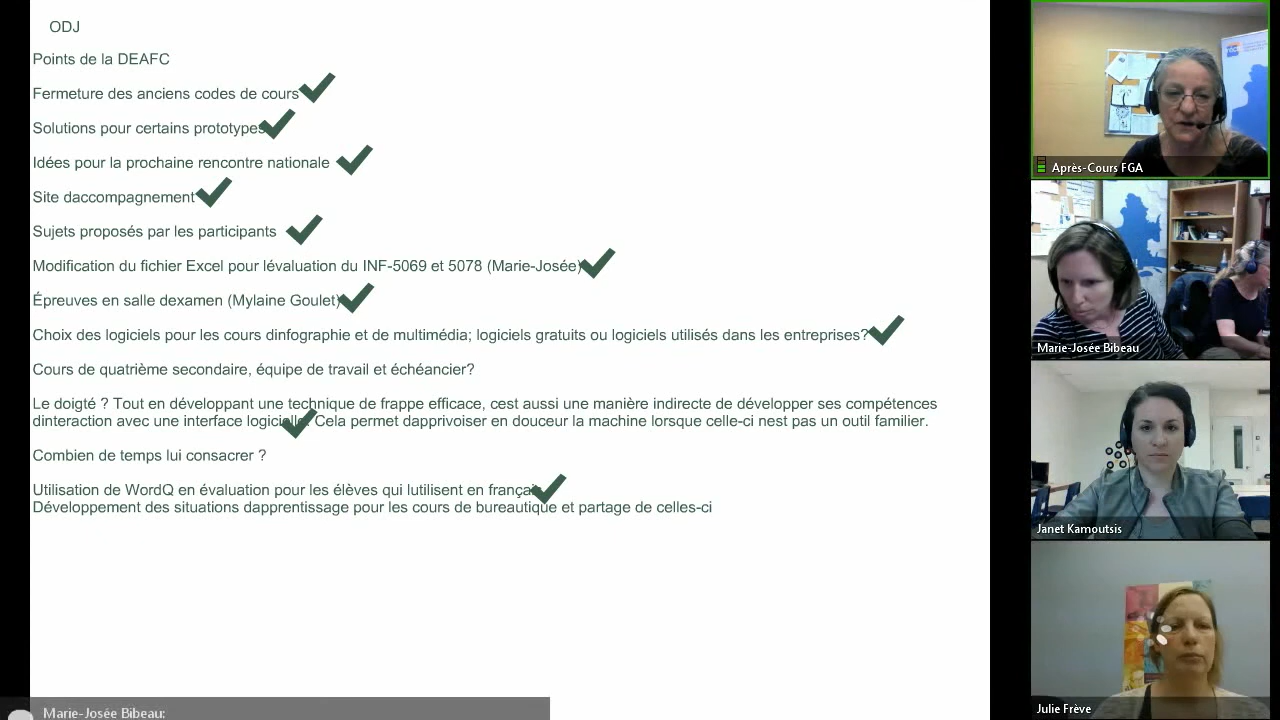 ODJ
Points de la DEAFC
Fermeture des anciens codes de cours
Solutions pour certains prototypes
Idées pour la prochaine rencontre nationale
Site daccompagnement
Sujets proposés par les participants
Modification du fichier Excel pour lévaluation du INF-5069 et 5078 (Marie-Josée)
Épreuves en salle dexamen (Mylaine Goulet)
Choix des logiciels pour les cours dinfographie et de multimédia; logiciels gratuits ou logiciels utilisés dans les entreprises?
Cours de quatrième secondaire, équipe de travail et échéancier?
Le doigté ? Tout en développant une technique de frappe efficace, cest aussi une manière indirecte de développer ses compétences
dinteraction avec une interface logicielle. Cela permet dapprivoiser en douceur la machine lorsque celle-ci nest pas un outil familier.
Combien de temps lui consacrer ?
Utilisation de WordQ en évaluation pour les élèves qui lutilisent en français
Développement des situations dapprentissage pour les cours de bureautique et partage de celles-ci
Marie-Josée Bibeau:
Après-Cours FGA
Marie-Josée Bibeau
Janet Kamoutsis
Julie Frève